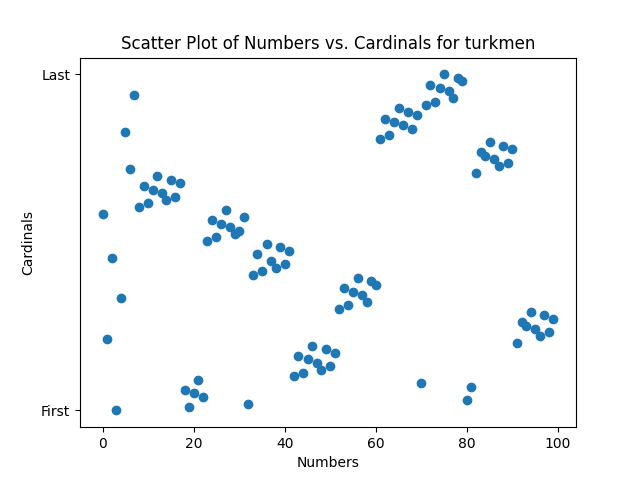 Scatter Plot of Numbers vs. Cardinals for turkmen
Last
Cardinals
First
0 20 40 60 80 100
Numbers